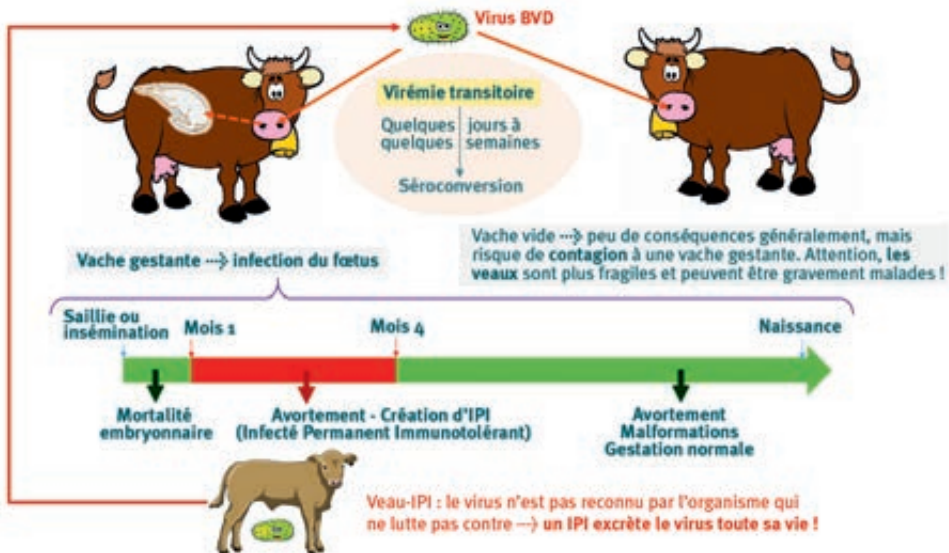 Virus BVD
Virémie transitoire
Quelques jours à
quelques semaines
Séroconversion
Vache gestante ···> infection du fœtus
Vache vide ···> peu de conséquences généralement, mais
risque de contagion à une vache gestante. Attention, les
veaux sont plus fragiles et peuvent être gravement malades !
Saillie ou
insémination
Mois 1
Mois 4
Naissance
Mortalité
embryonnaire
Avortement - Création d'IPI
(Infecté Permanent Immunotolérant)
Avortement
Malformations
Gestation normale
Veau-IPI : le virus n'est pas reconnu par l'organisme qui
ne lutte pas contre ···> un IPI excrète le virus toute sa vie !